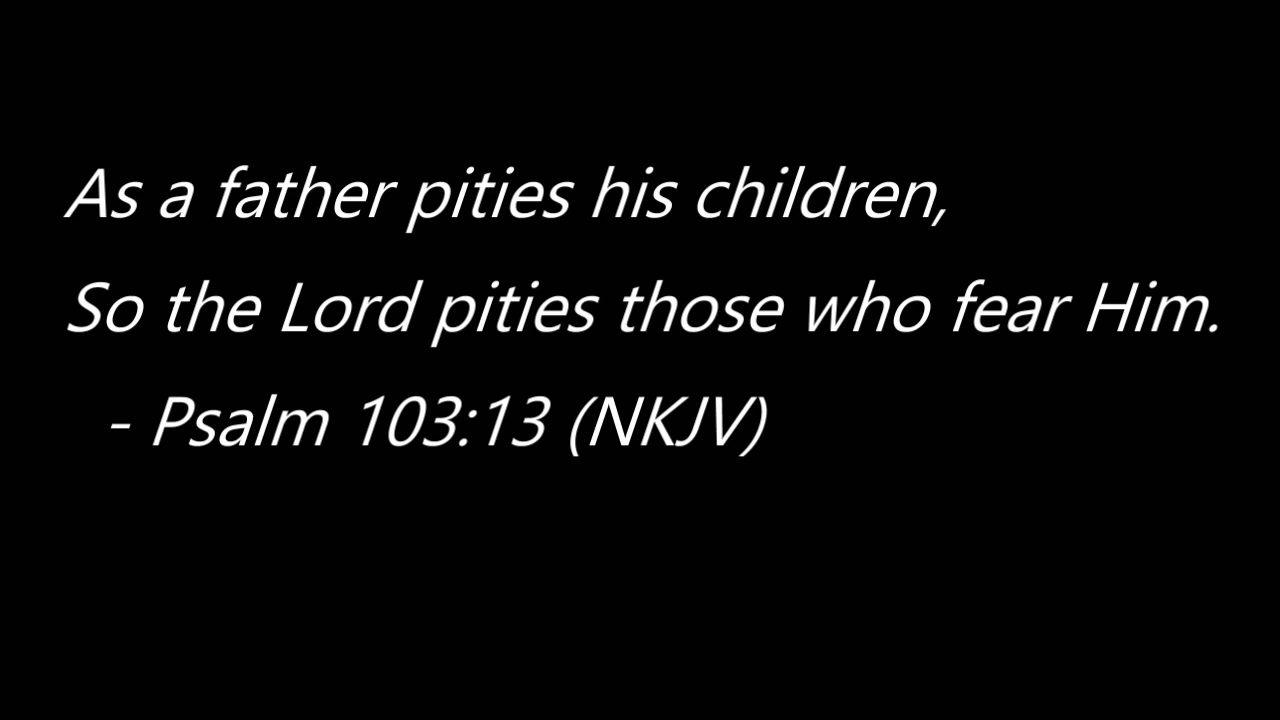 As a father pities his children,
So the Lord pities those who fear Him.
- Psalm 103:13 (NKJV)